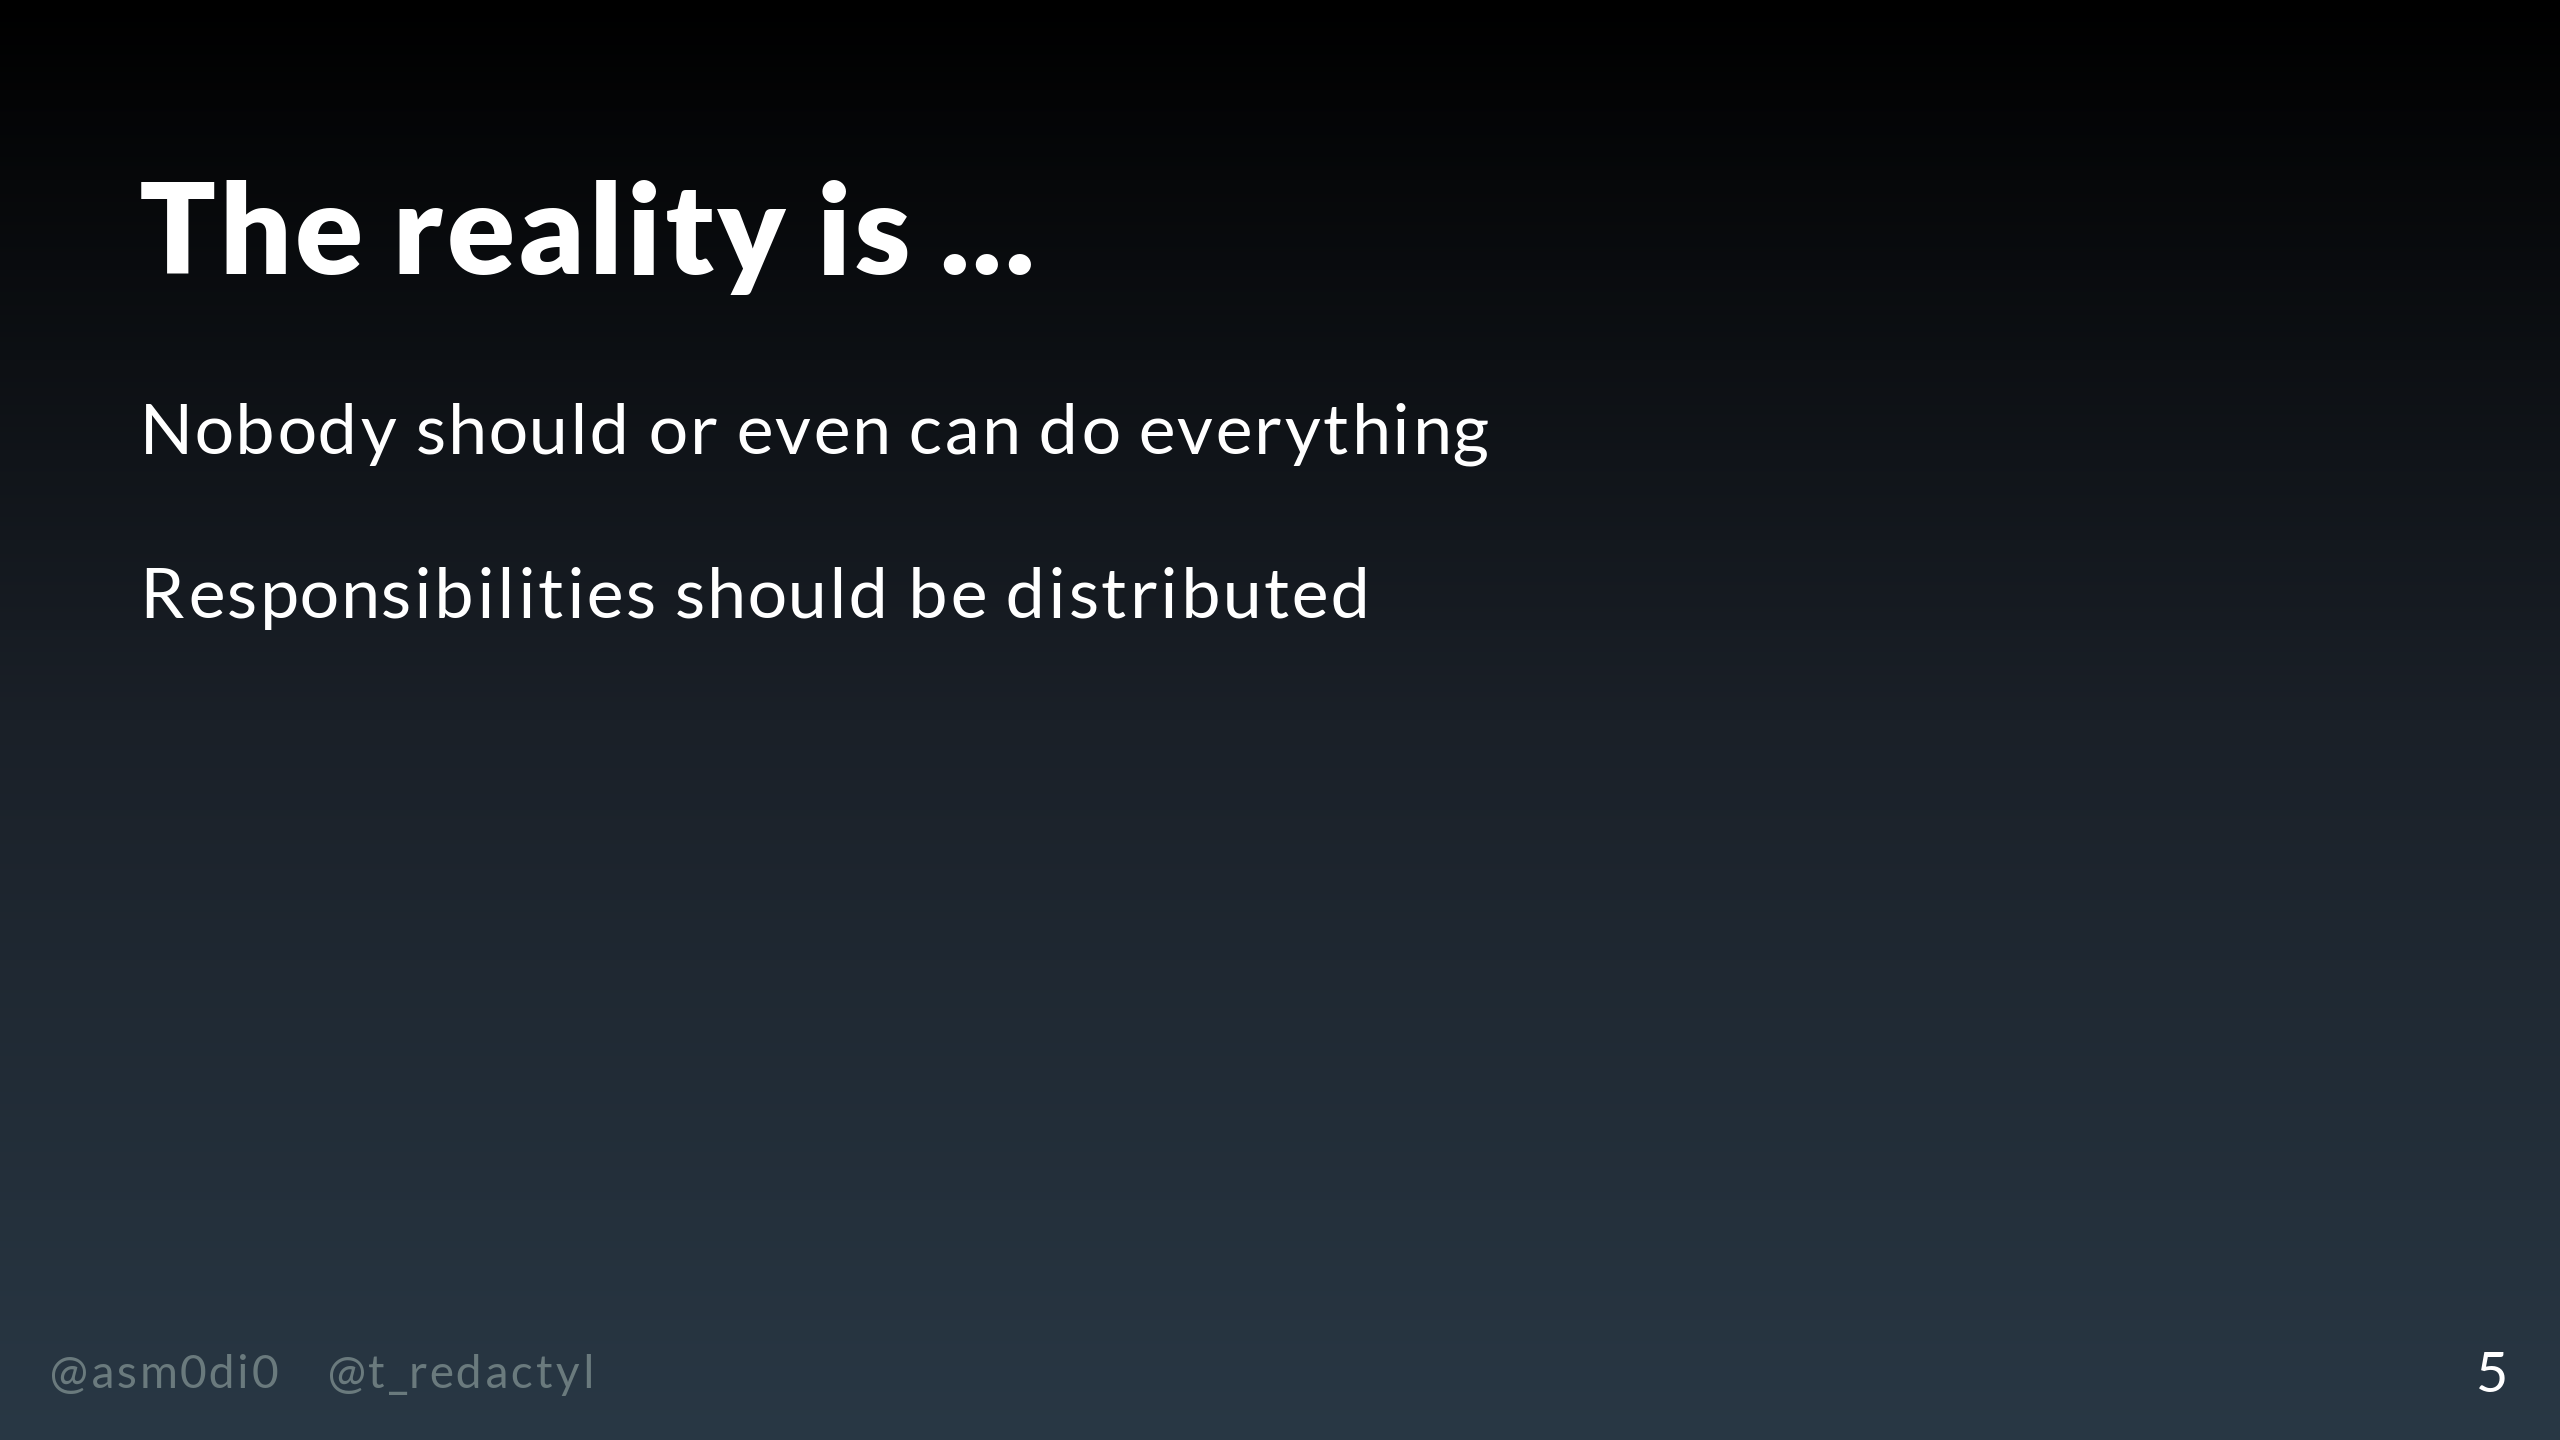 The reality is ...
Nobody should or even can do everything
Responsibilities should be distributed
@asm0di0 @t_redactyl
5